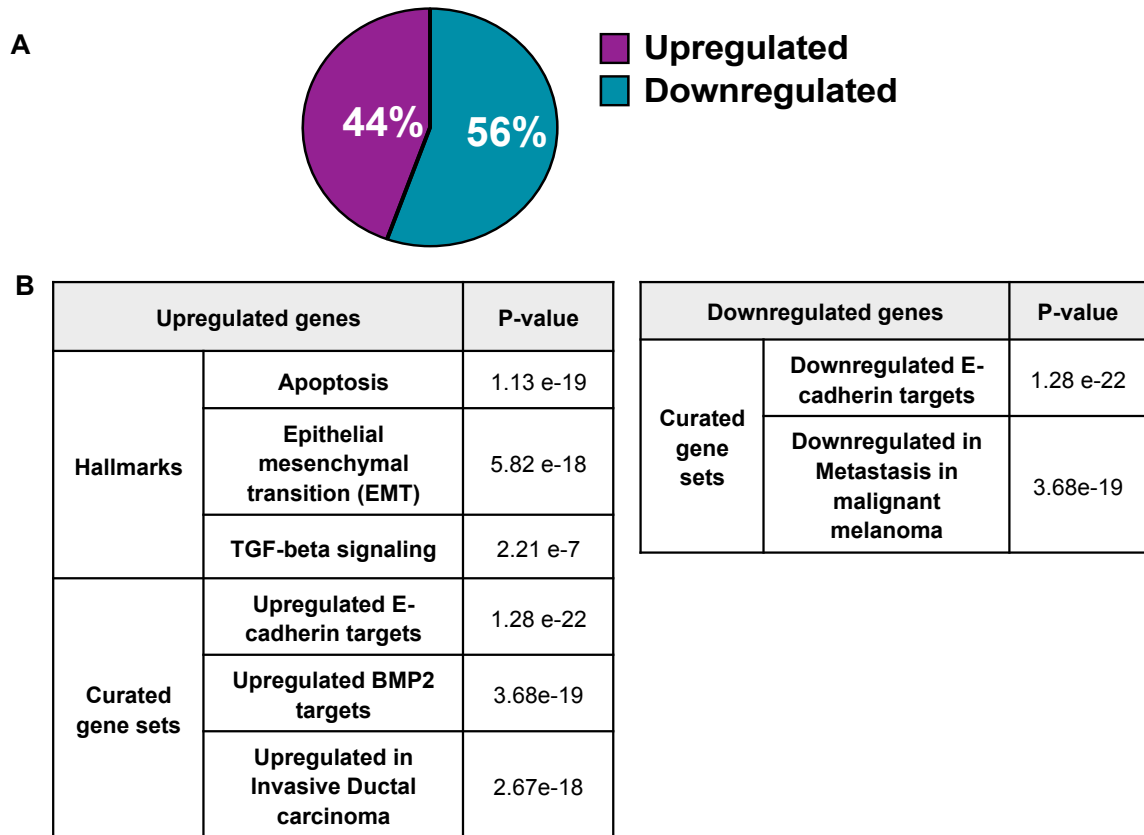 A
44%
56%
Upregulated
Downregulated
B
Upregulated genes
P-value
Hallmarks
Apoptosis
1.13 e-19
Epithelial
mesenchymal
transition (EMT)
5.82 e-18
TGF-beta signaling
2.21 e-7
Curated
gene sets
Upregulated E-
cadherin targets
1.28 e-22
Upregulated BMP2
targets
3.68e-19
Upregulated in
Invasive Ductal
carcinoma
2.67e-18
Downregulated genes
P-value
Curated
gene
sets
Downregulated E-
cadherin targets
1.28 e-22
Downregulated in
Metastasis in
malignant
melanoma
3.68e-19